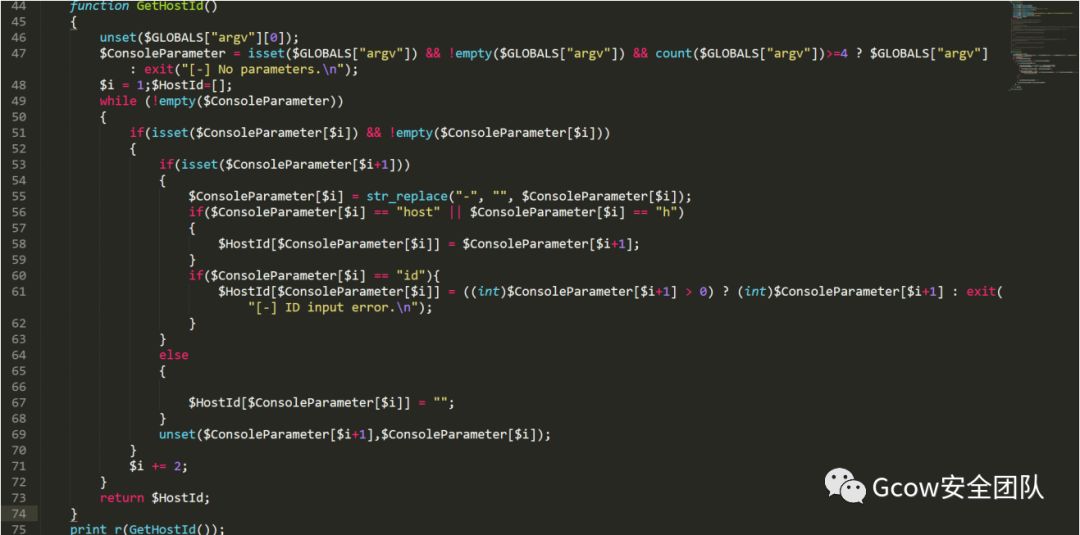 44 function GetHostId()
45 {
46 unset($GLOBALS["argv"][0]);
47 $ConsoleParameter = isset($GLOBALS["argv"]) && !empty($GLOBALS["argv"]) && count($GLOBALS["argv"])>=4 ? $GLOBALS["argv"]
: exit("[-] No parameters.\n");
48 $i = 1;$HostId=[];
49 while (!empty($ConsoleParameter))
50 {
51 if(isset($ConsoleParameter[$i]) && !empty($ConsoleParameter[$i]))
52 {
53 if(isset($ConsoleParameter[$i+1]))
54 {
55 $ConsoleParameter[$i] = str_replace("-", "", $ConsoleParameter[$i]);
56 if($ConsoleParameter[$i] == "host" || $ConsoleParameter[$i] == "h")
57 {
58 $HostId[$ConsoleParameter[$i]] = $ConsoleParameter[$i+1];
59 }
60 if($ConsoleParameter[$i] == "id"){
61 $HostId[$ConsoleParameter[$i]] = ((int)$ConsoleParameter[$i+1] > 0) ? (int)$ConsoleParameter[$i+1] : exit(
"[-] ID input error.\n");
62 }
63 }
64 else
65 {
66
67 $HostId[$ConsoleParameter[$i]] = "";
68 }
69 unset($ConsoleParameter[$i+1],$ConsoleParameter[$i]);
70 }
71 $i += 2;
72 }
73 return $HostId;
74 }
75 print_r(GetHostId());
Gcow安全团队